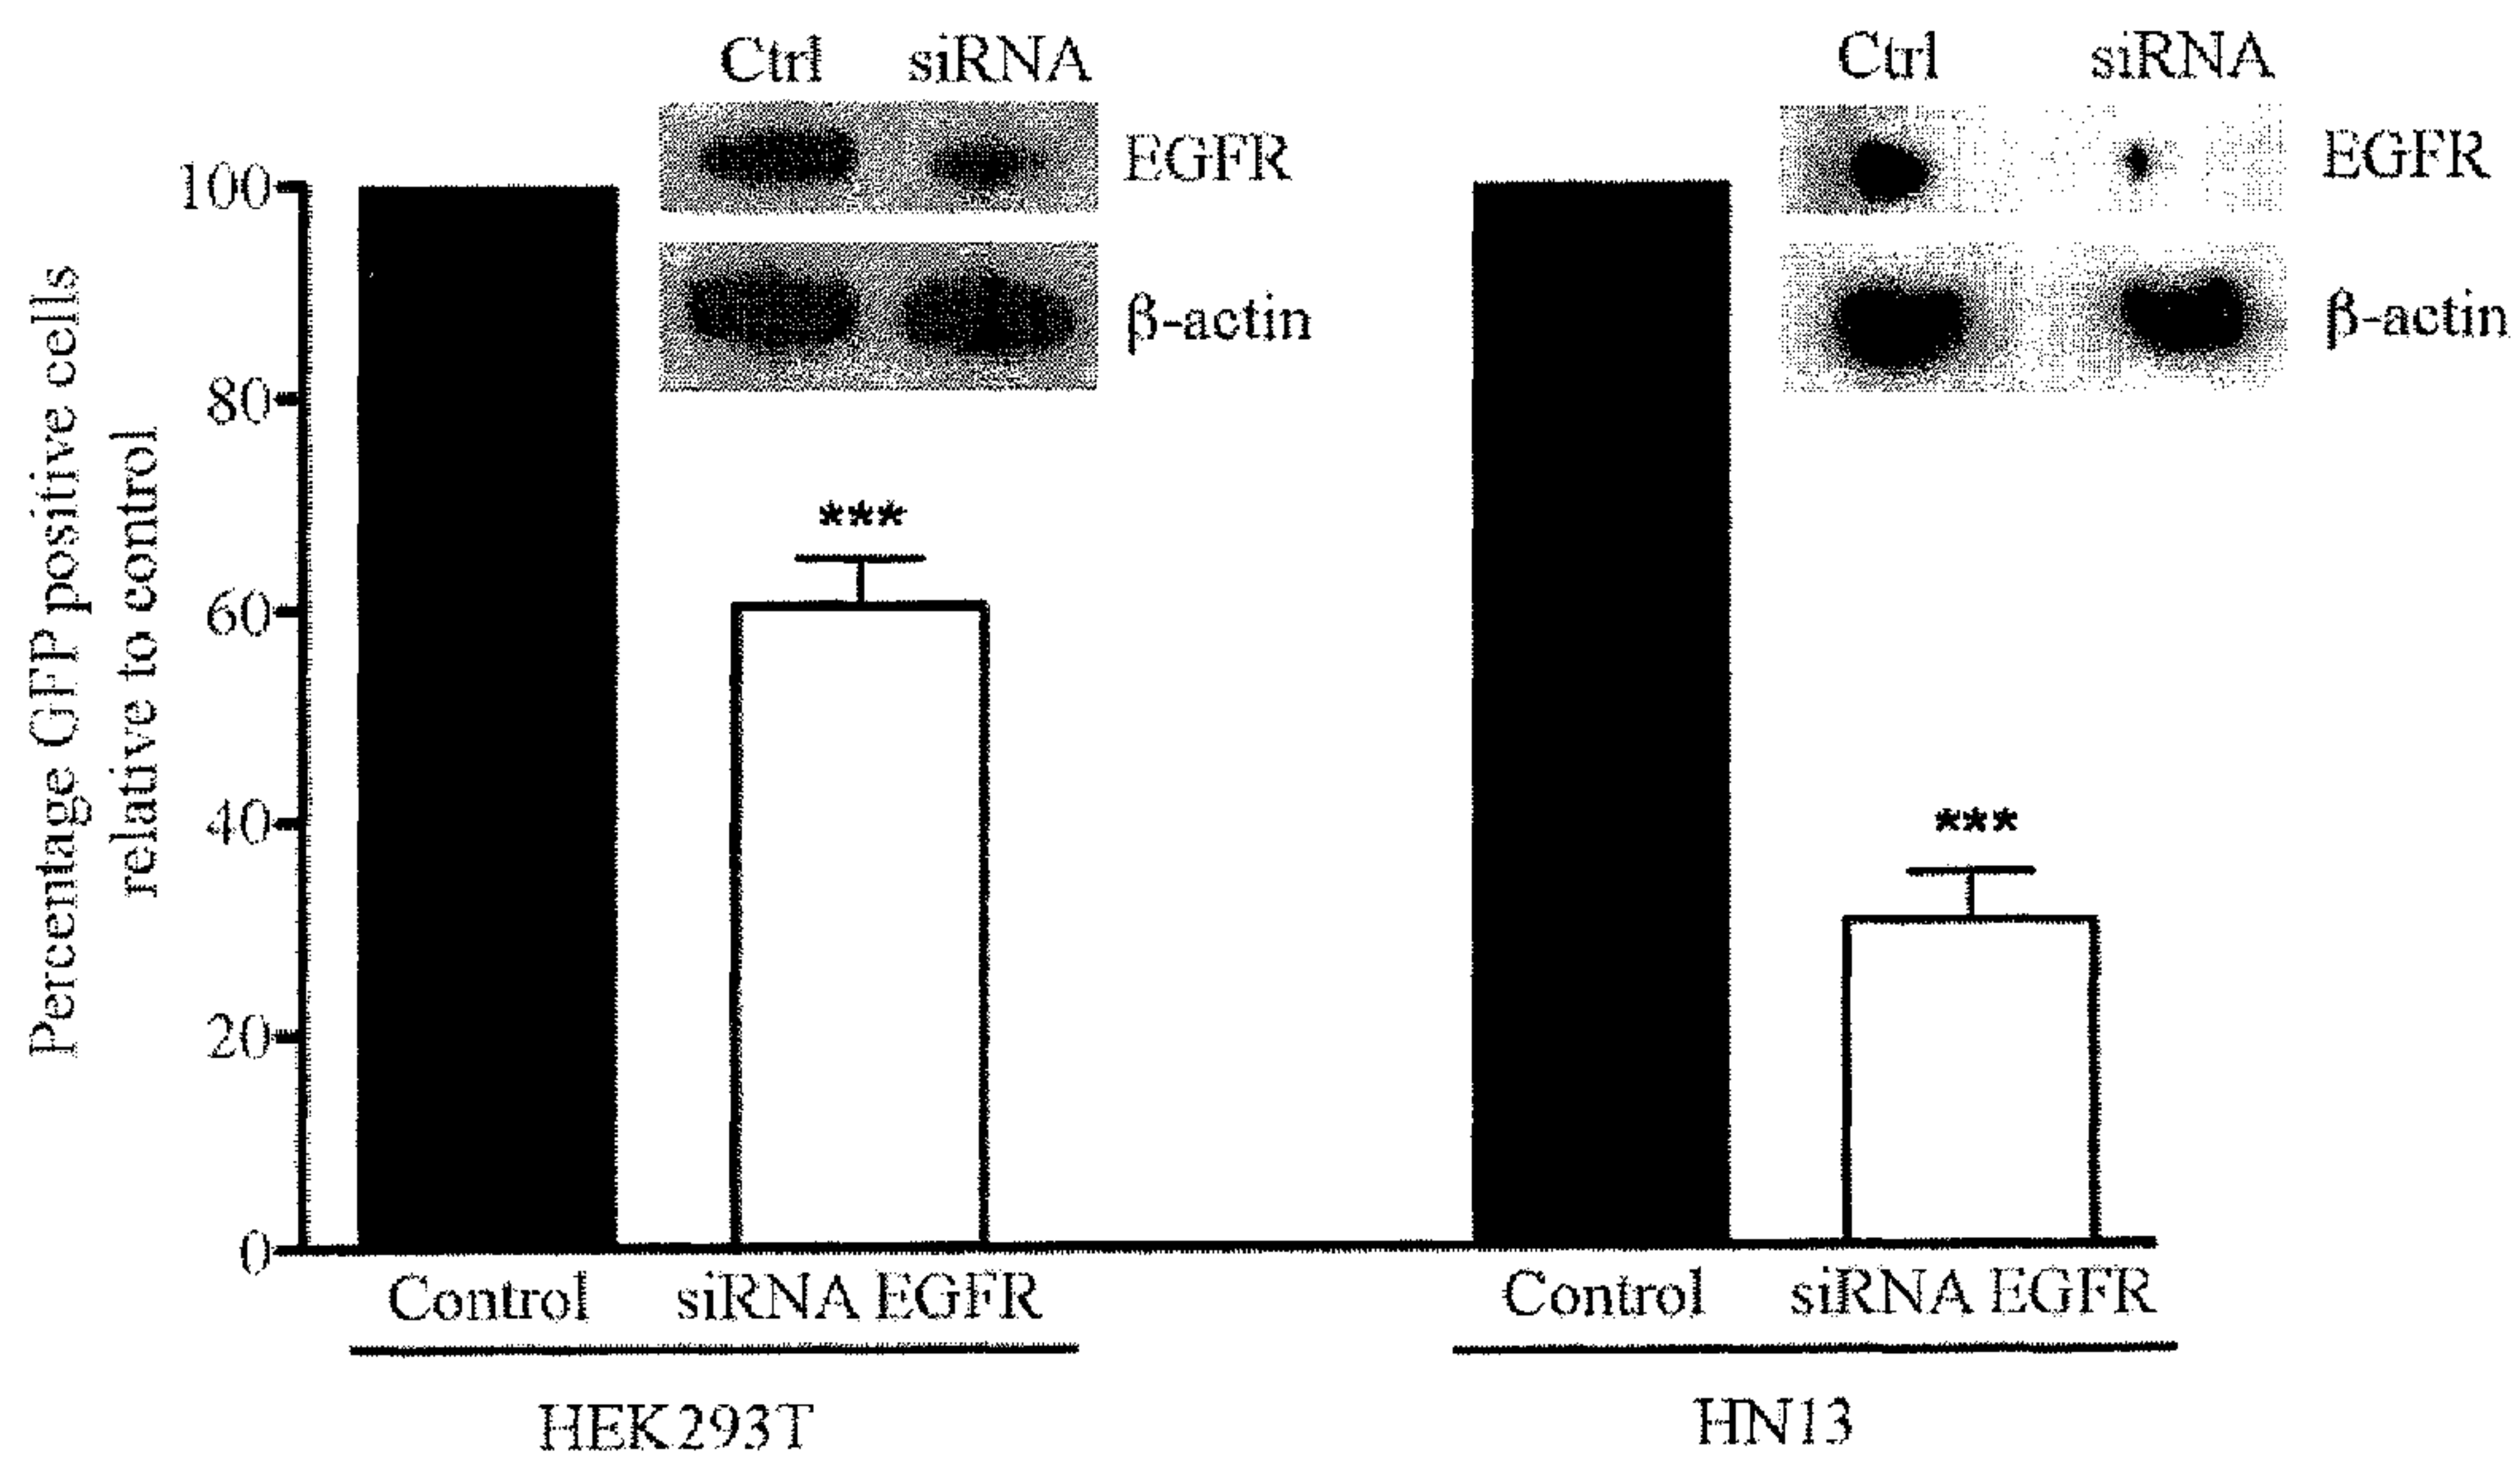 Ctrl siRNA
EGFR
β-actin
Ctrl siRNA
EGFR
β-actin
Percentage GFP positive cells
relative to control
100
80
60
40
20
0
***
***
Control siRNA EGFR
HEK293T
Control siRNA EGFR
HN13